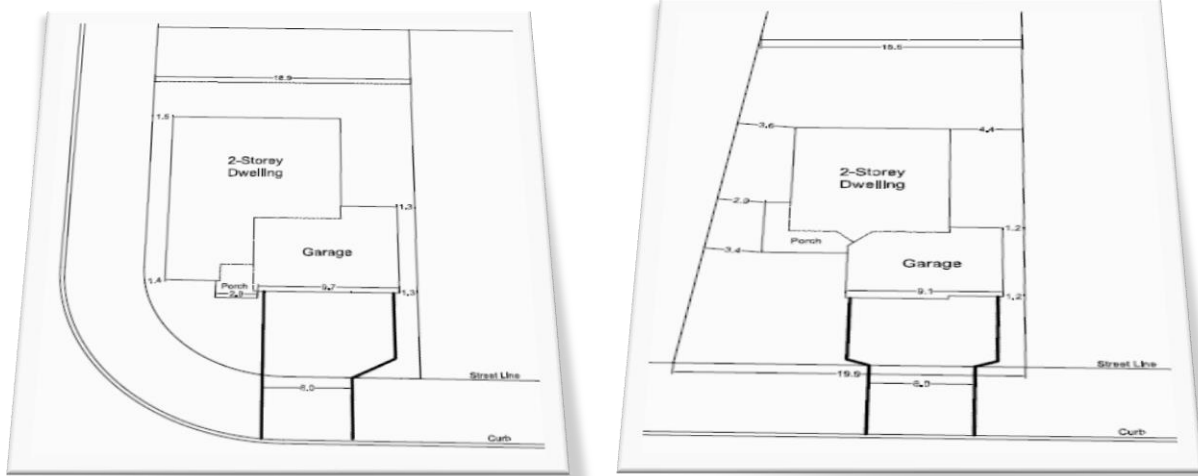 18.9
1.5
2-Storey
Dwelling
1.3
Garage
1.4
Porch
9.7
1.3
Street Line
6.0
Curb
15.5
3.6
4.4
2-Storey
Dwelling
2.9
1.2
Porch
3.4
Garage
9.1
1.2
Street Line
19.9
6.0
Curb